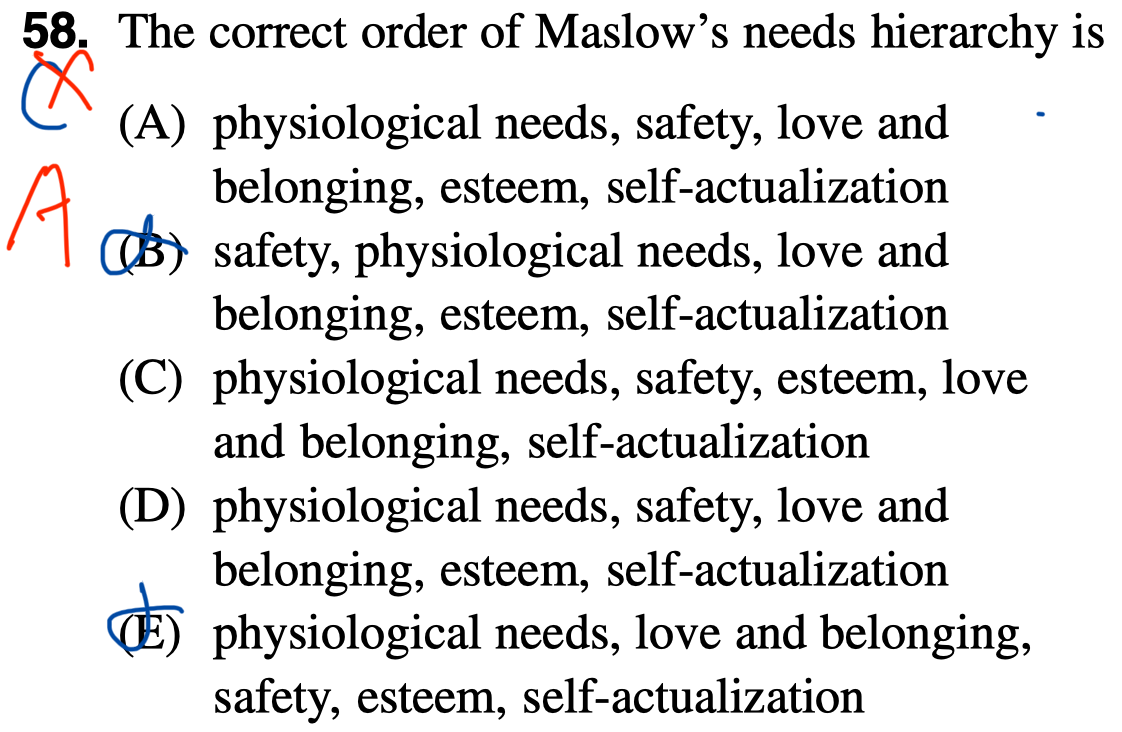 58. The correct order of Maslow's needs hierarchy is
C
(A) physiological needs, safety, love and
belonging, esteem, self-actualization
A
(B) safety, physiological needs, love and
belonging, esteem, self-actualization
(C) physiological needs, safety, esteem, love
and belonging, self-actualization
(D) physiological needs, safety, love and
belonging, esteem, self-actualization
(E) physiological needs, love and belonging,
safety, esteem, self-actualization